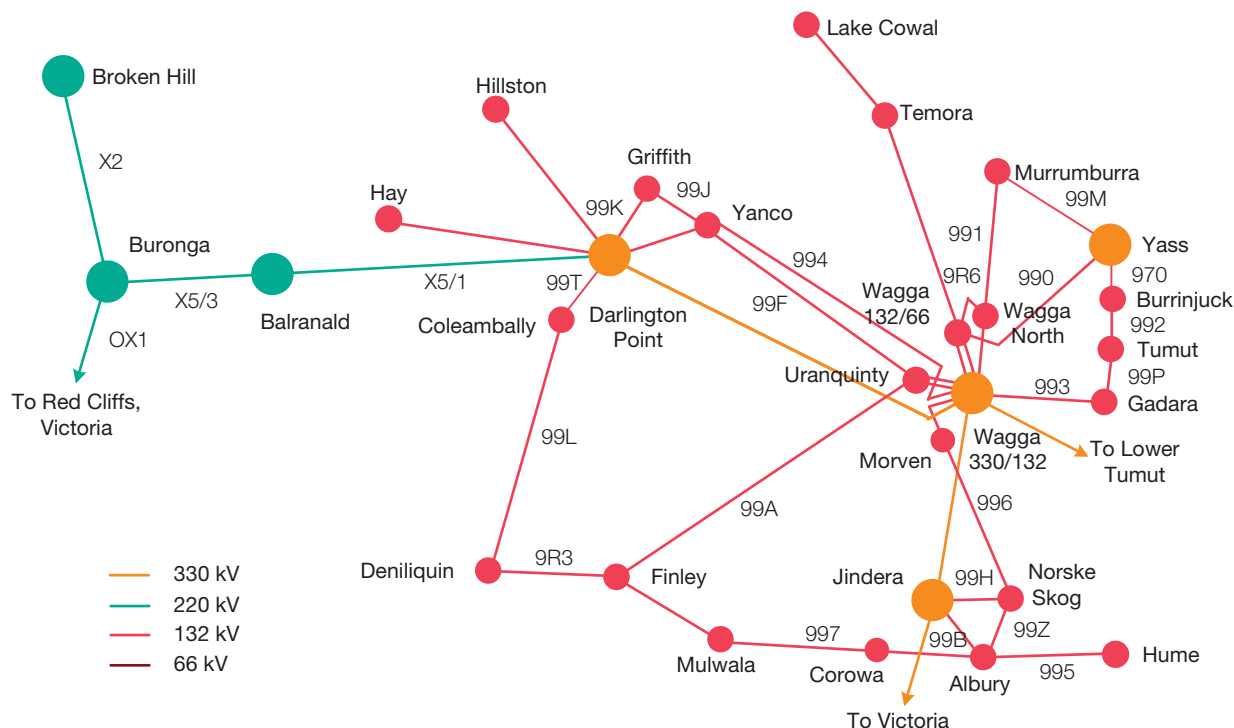 Lake Cowal
Broken Hill
Hillston
Temora
Griffith
Murrumburra
X2
99J
99M
Hay
99K
Yanco
Buronga
991
Yass
994
9R6
990
970
X5/1
99T
Wagga
132/66
Burrinjuck
X5/3
99F
Wagga
North
992
Balranald
Coleambally
Darlington
Point
Tumut
OX1
Uranquinty
99P
993
Gadara
To Red Cliffs,
Victoria
99L
Morven
Wagga
330/132
To Lower
Tumut
99A
996
Deniliquin
9R3
Finley
Jindera
99H
Norske
Skog
330 kV
220 kV
132 kV
66 kV
99B
99Z
997
Mulwala
Corowa
Albury
995
Hume
To Victoria